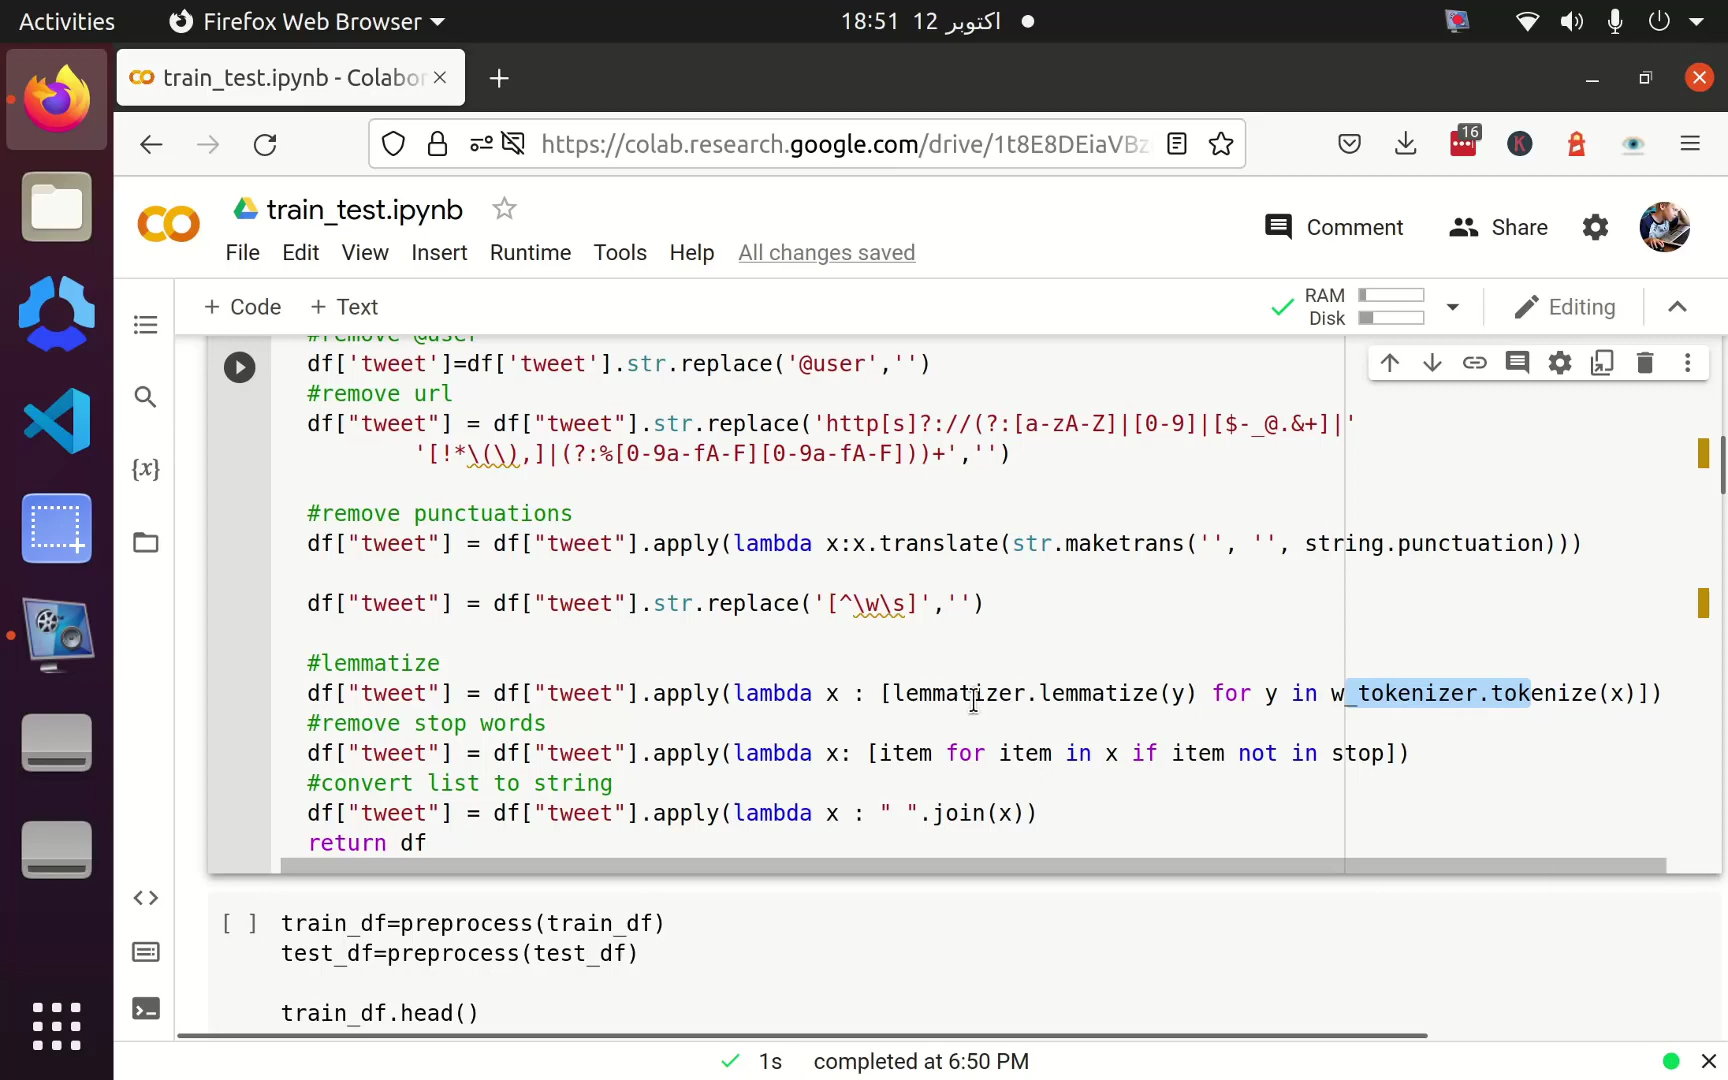 Activities
Firefox Web Browser
اکتوبر 12 18:51
train_test.ipynb - Colabor
16
https://colab.research.google.com/drive/1t8E8DEiaVBz
K
train_test.ipynb
Comment
Share
File Edit View Insert Runtime Tools Help All changes saved
+ Code + Text
RAM
Disk
Editing
#remove @user
df['tweet']=df['tweet'].str.replace('@user','')
#remove url
df["tweet"] = df["tweet"].str.replace('http[s]?://(?:[a-zA-Z]|[0-9]|[$-_@.&+]|'
'[!*\(\),]|(?:%[0-9a-fA-F][0-9a-fA-F]))+','')
{x}
#remove punctuations
df["tweet"] = df["tweet"].apply(lambda x:x.translate(str.maketrans('', '', string.punctuation)))
df["tweet"] = df["tweet"].str.replace('[^\w\s]','')
#lemmatize
df["tweet"] = df["tweet"].apply(lambda x : [lemmatizer.lemmatize(y) for y in w_tokenizer.tokenize(x)])
#remove stop words
df["tweet"] = df["tweet"].apply(lambda x: [item for item in x if item not in stop])
#convert list to string
df["tweet"] = df["tweet"].apply(lambda x : " ".join(x))
return df
[ ] train_df=preprocess(train_df)
test_df=preprocess(test_df)
train_df.head()
1s completed at 6:50 PM